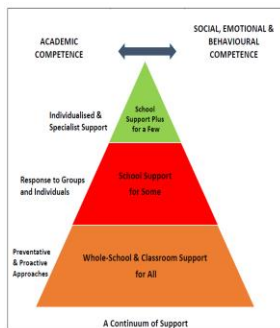 ACADEMIC
COMPETENCE
SOCIAL, EMOTIONAL &
BEHAVIOURAL
COMPETENCE
Individualised &
Specialist Support
School
Support Plus
for a Few
Response to Groups
and Individuals
School Support
for Some
Preventative
& Proactive
Approaches
Whole-School & Classroom Support
for All
A Continuum of Support